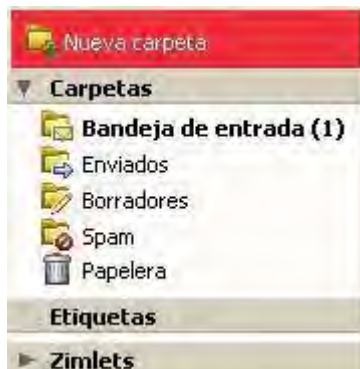 Nueva carpeta
Carpetas
Bandeja de entrada (1)
Enviados
Borradores
Spam
Papelera
Etiquetas
Zimlets